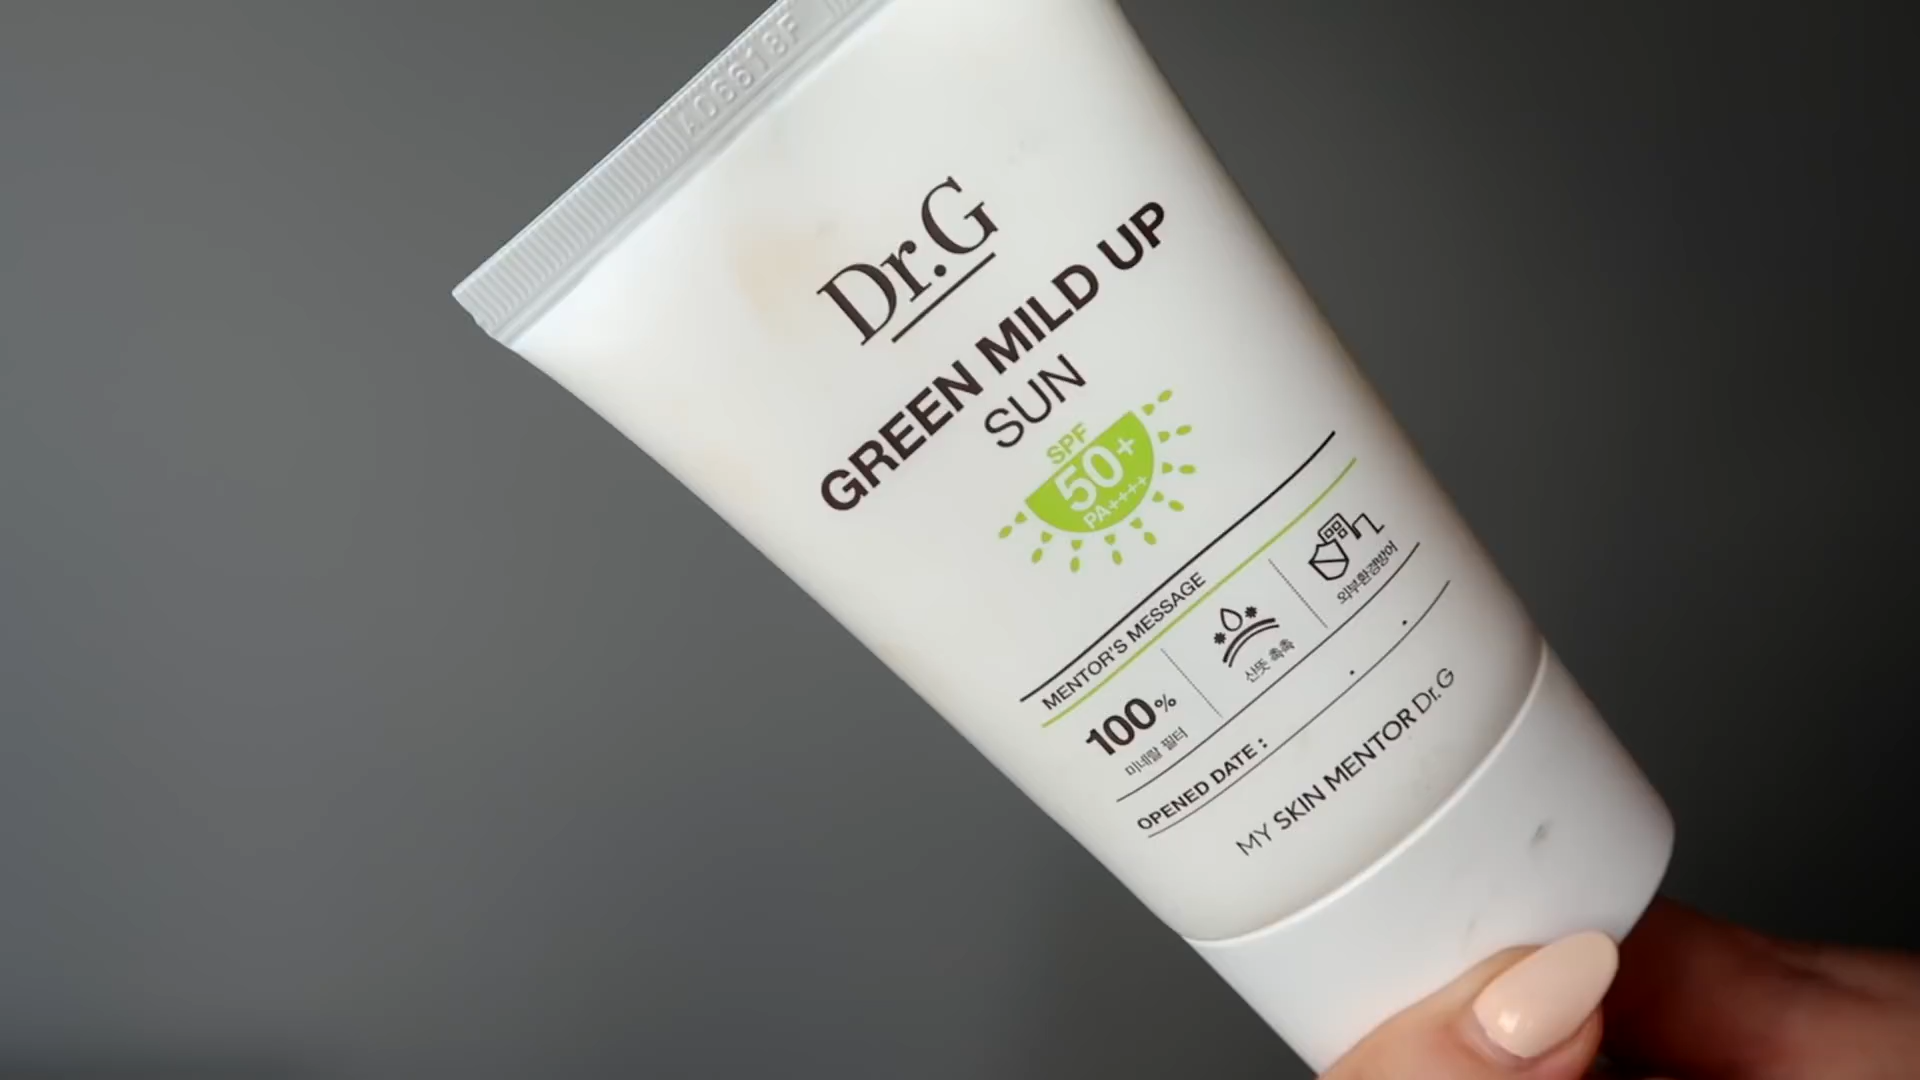 A06618F
Dr.G
GREEN MILD UP
SUN
SPF
50+
PA++++
MENTOR'S MESSAGE
100%
미네랄 필터
산뜻 촉촉
외부환경방어
OPENED DATE : . .
MY SKIN MENTOR Dr.G